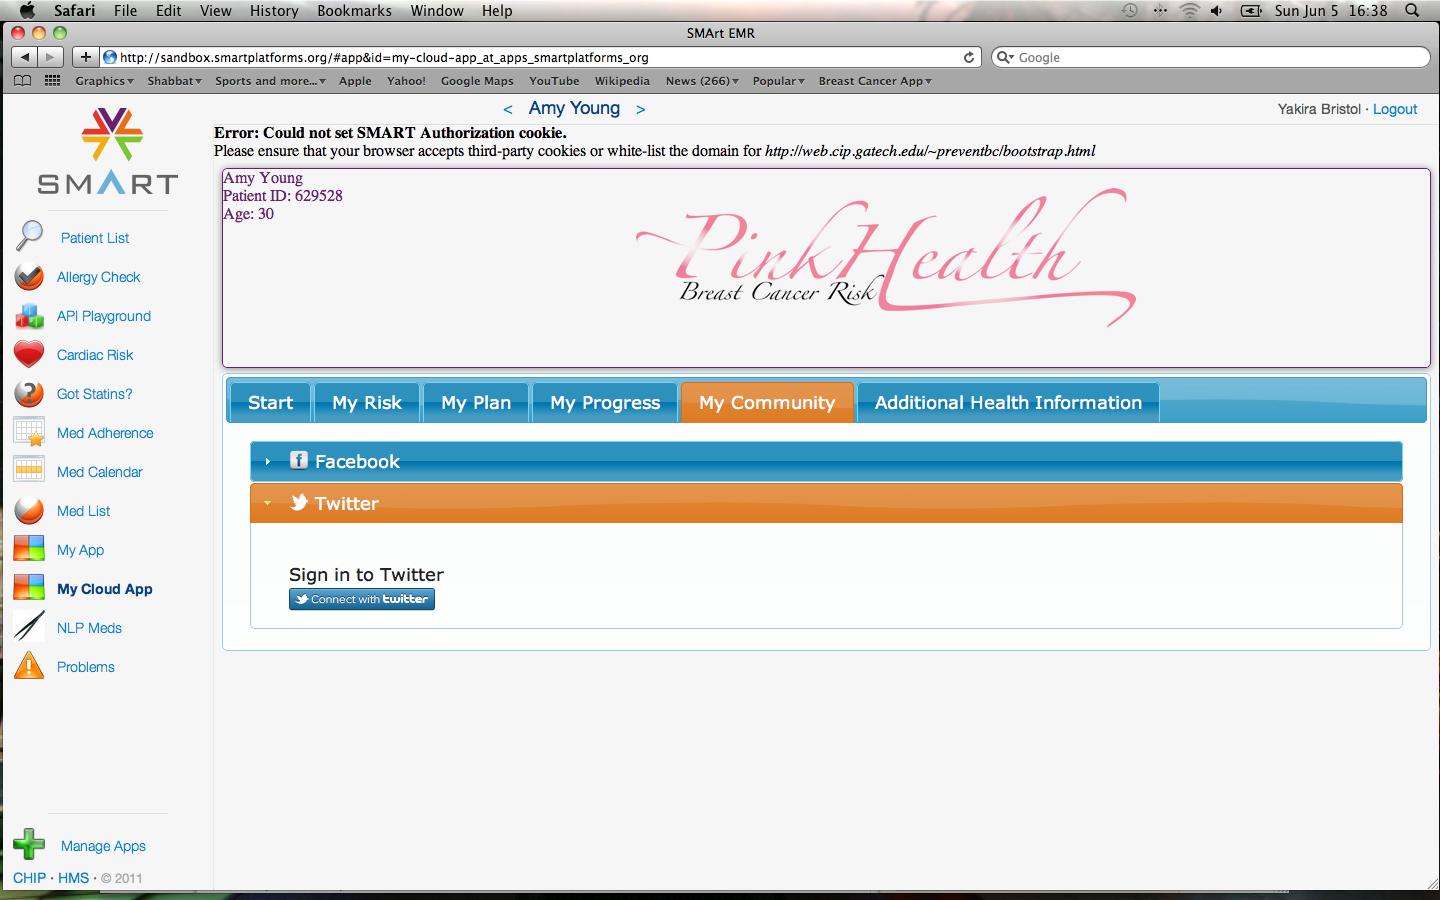 Safari File Edit View History Bookmarks Window Help Sun Jun 5 16:38
SMArt EMR
http://sandbox.smartplatforms.org/#app&id=my-cloud-app_at_apps_smartplatforms_org Google
Graphics Shabbat Sports and more... Apple Yahoo! Google Maps YouTube Wikipedia News (266) Popular Breast Cancer App
< Amy Young > Yakira Bristol · Logout
SMART
Error: Could not set SMART Authorization cookie.
Please ensure that your browser accepts third-party cookies or white-list the domain for http://web.cip.gatech.edu/~preventbc/bootstrap.html
Amy Young
Patient ID: 629528
Age: 30
PinkHealth
Breast Cancer Risk
Patient List
Allergy Check
API Playground
Cardiac Risk
Got Statins?
Med Adherence
Med Calendar
Med List
My App
My Cloud App
NLP Meds
Problems
Manage Apps
CHIP · HMS · © 2011
Start My Risk My Plan My Progress My Community Additional Health Information
Facebook
Twitter
Sign in to Twitter
Connect with twitter